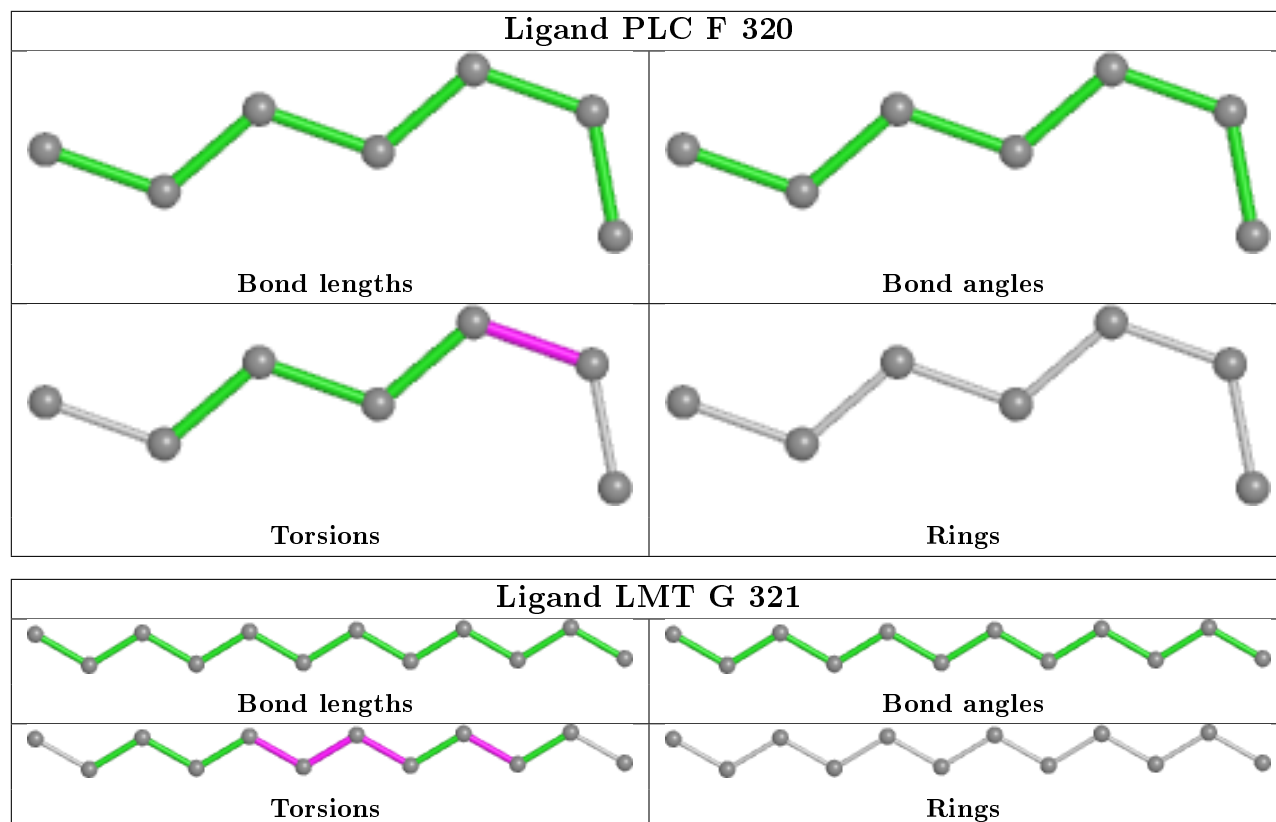 Ligand PLC F 320
Bond lengths
Bond angles
Torsions
Rings
Ligand LMT G 321
Bond lengths
Bond angles
Torsions
Rings